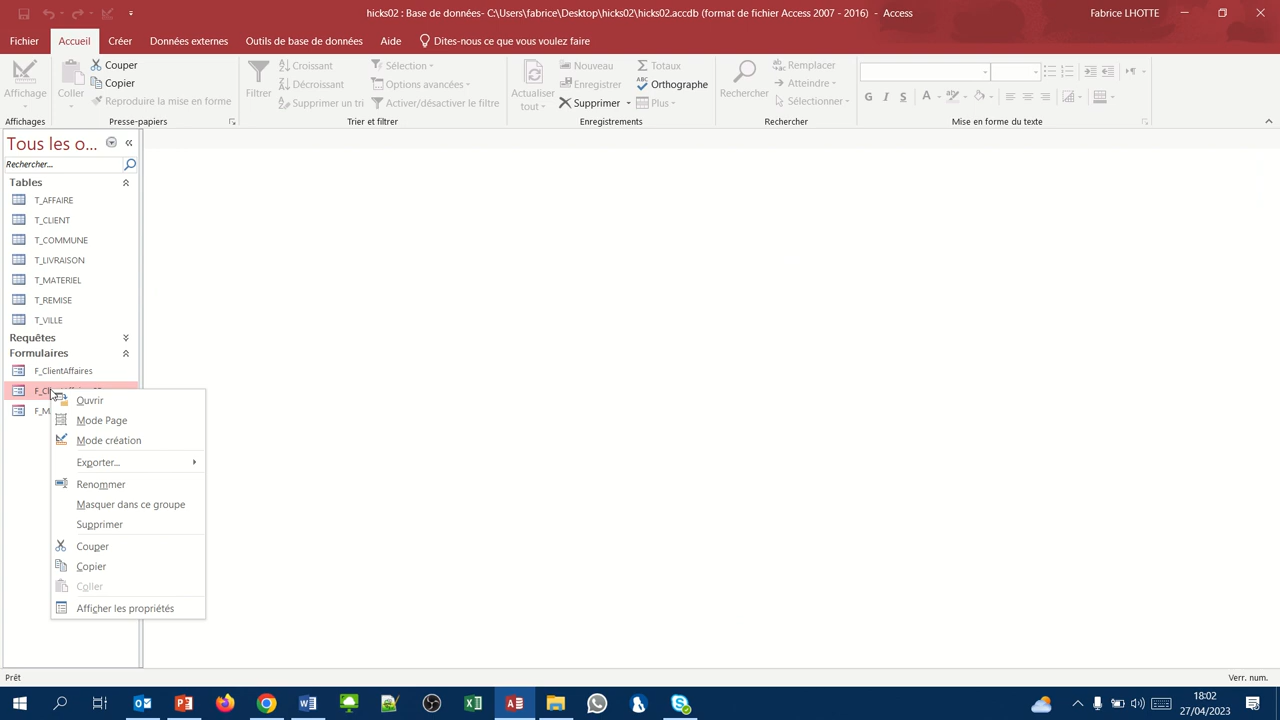 hicks02 : Base de données- C:\Users\fabrice\Desktop\hicks02\hicks02.accdb (format de fichier Access 2007 - 2016) - Access
Fabrice LHOTTE
Fichier Accueil Créer Données externes Outils de base de données Aide Dites-nous ce que vous voulez faire
Affichage
Affichages
Coller
Couper
Copier
Reproduire la mise en forme
Presse-papiers
Filtrer
Croissant
Décroissant
Supprimer un tri
Sélection
Options avancées
Activer/désactiver le filtre
Trier et filtrer
Actualiser
tout
Nouveau
Enregistrer
Supprimer
Totaux
Orthographe
Plus
Enregistrements
Rechercher
Remplacer
Atteindre
Sélectionner
Rechercher
G I S A
Mise en forme du texte
Tous les o...
Rechercher...
Tables
T_AFFAIRE
T_CLIENT
T_COMMUNE
T_LIVRAISON
T_MATERIEL
T_REMISE
T_VILLE
Requêtes
Formulaires
F_ClientAffaires
Ouvrir
Mode Page
Mode création
Exporter...
Renommer
Masquer dans ce groupe
Supprimer
Couper
Copier
Coller
Afficher les propriétés
Prêt
Verr. num.
18:02
27/04/2023